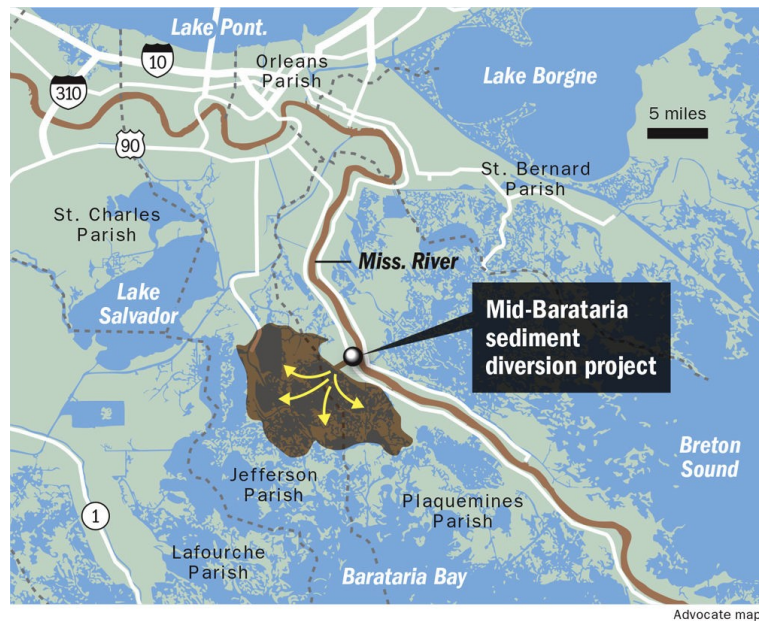 Lake Pont.
10
Orleans
Parish
Lake Borgne
310
5 miles
90
St. Bernard
Parish
St. Charles
Parish
Miss. River
Lake
Salvador
Mid-Barataria
sediment
diversion project
Breton
Sound
Jefferson
Parish
Plaquemines
Parish
1
Lafourche
Parish
Barataria Bay
Advocate map